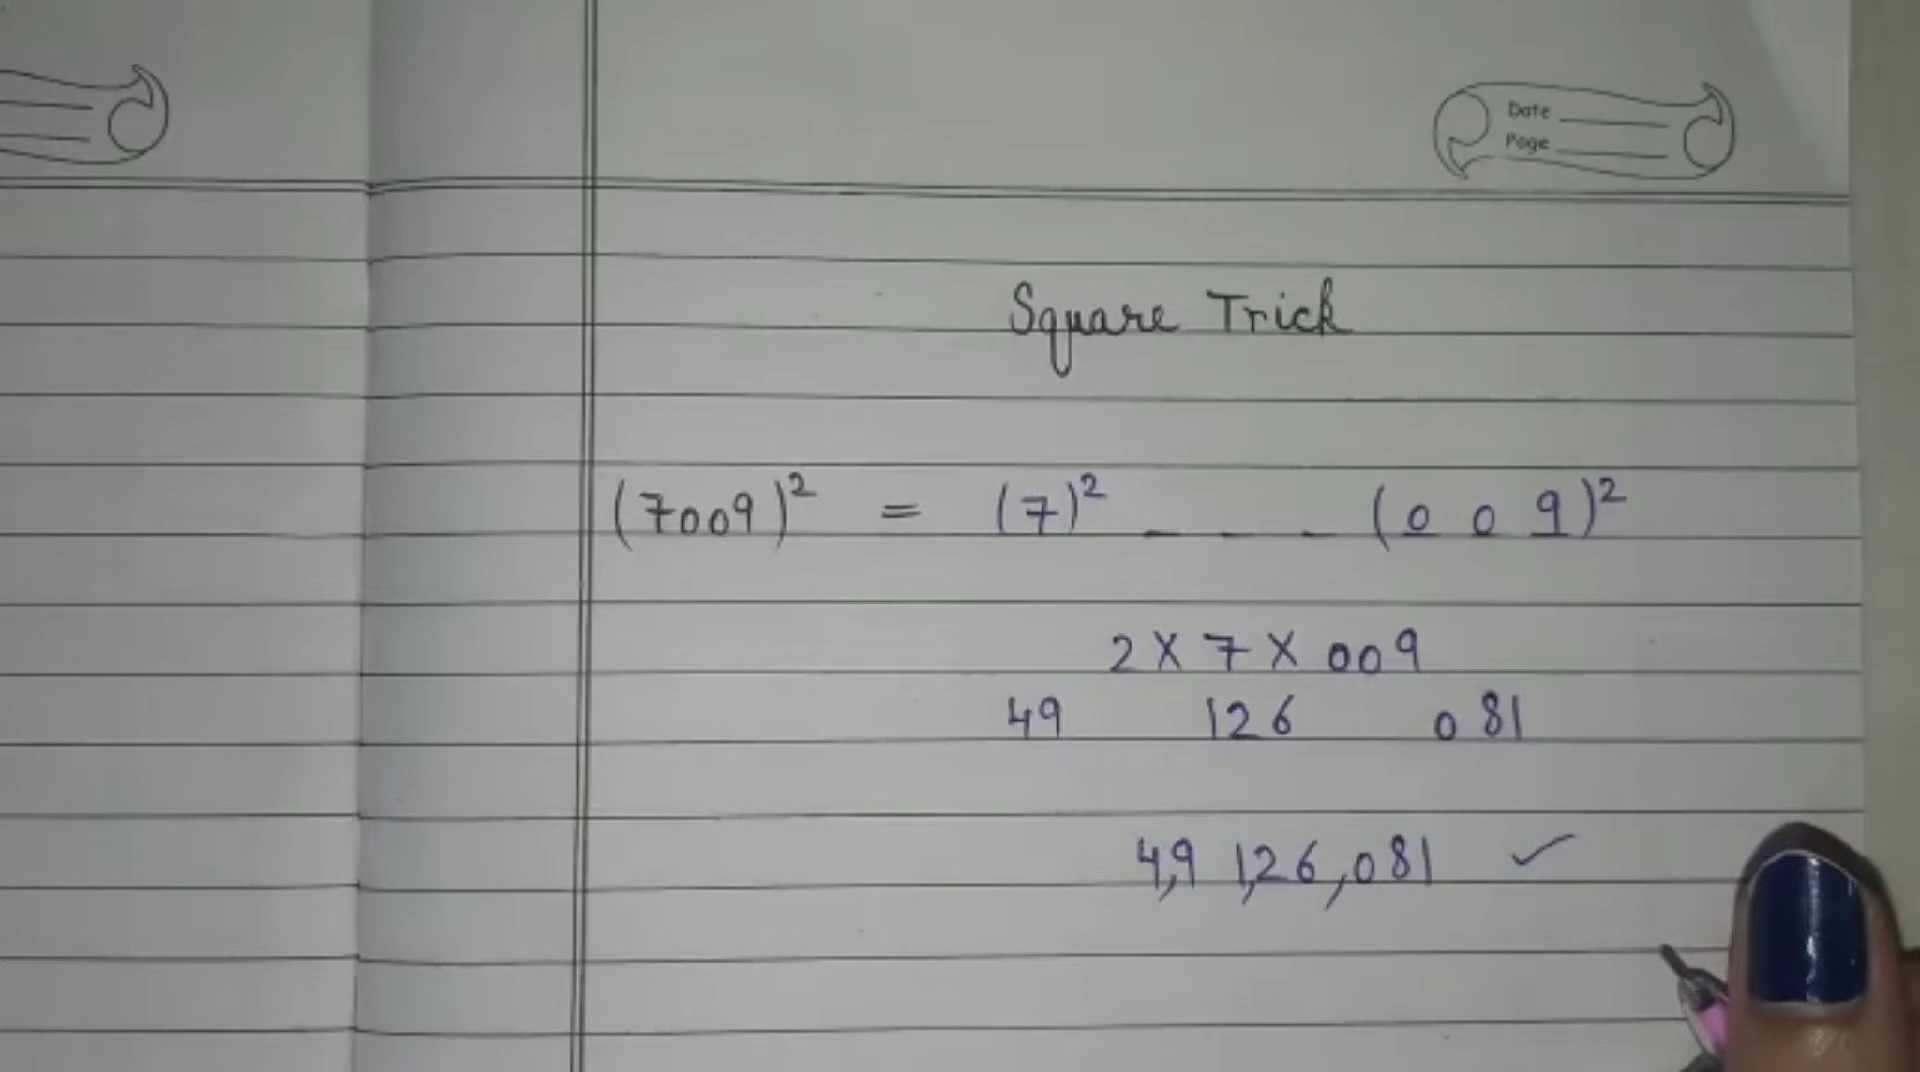 Date
Page
Square Trick
(7009)² = (7)² _ _ _ (0 0 9)²
2 × 7 × 009
49 126 081
4,9 1,26,081 ✓